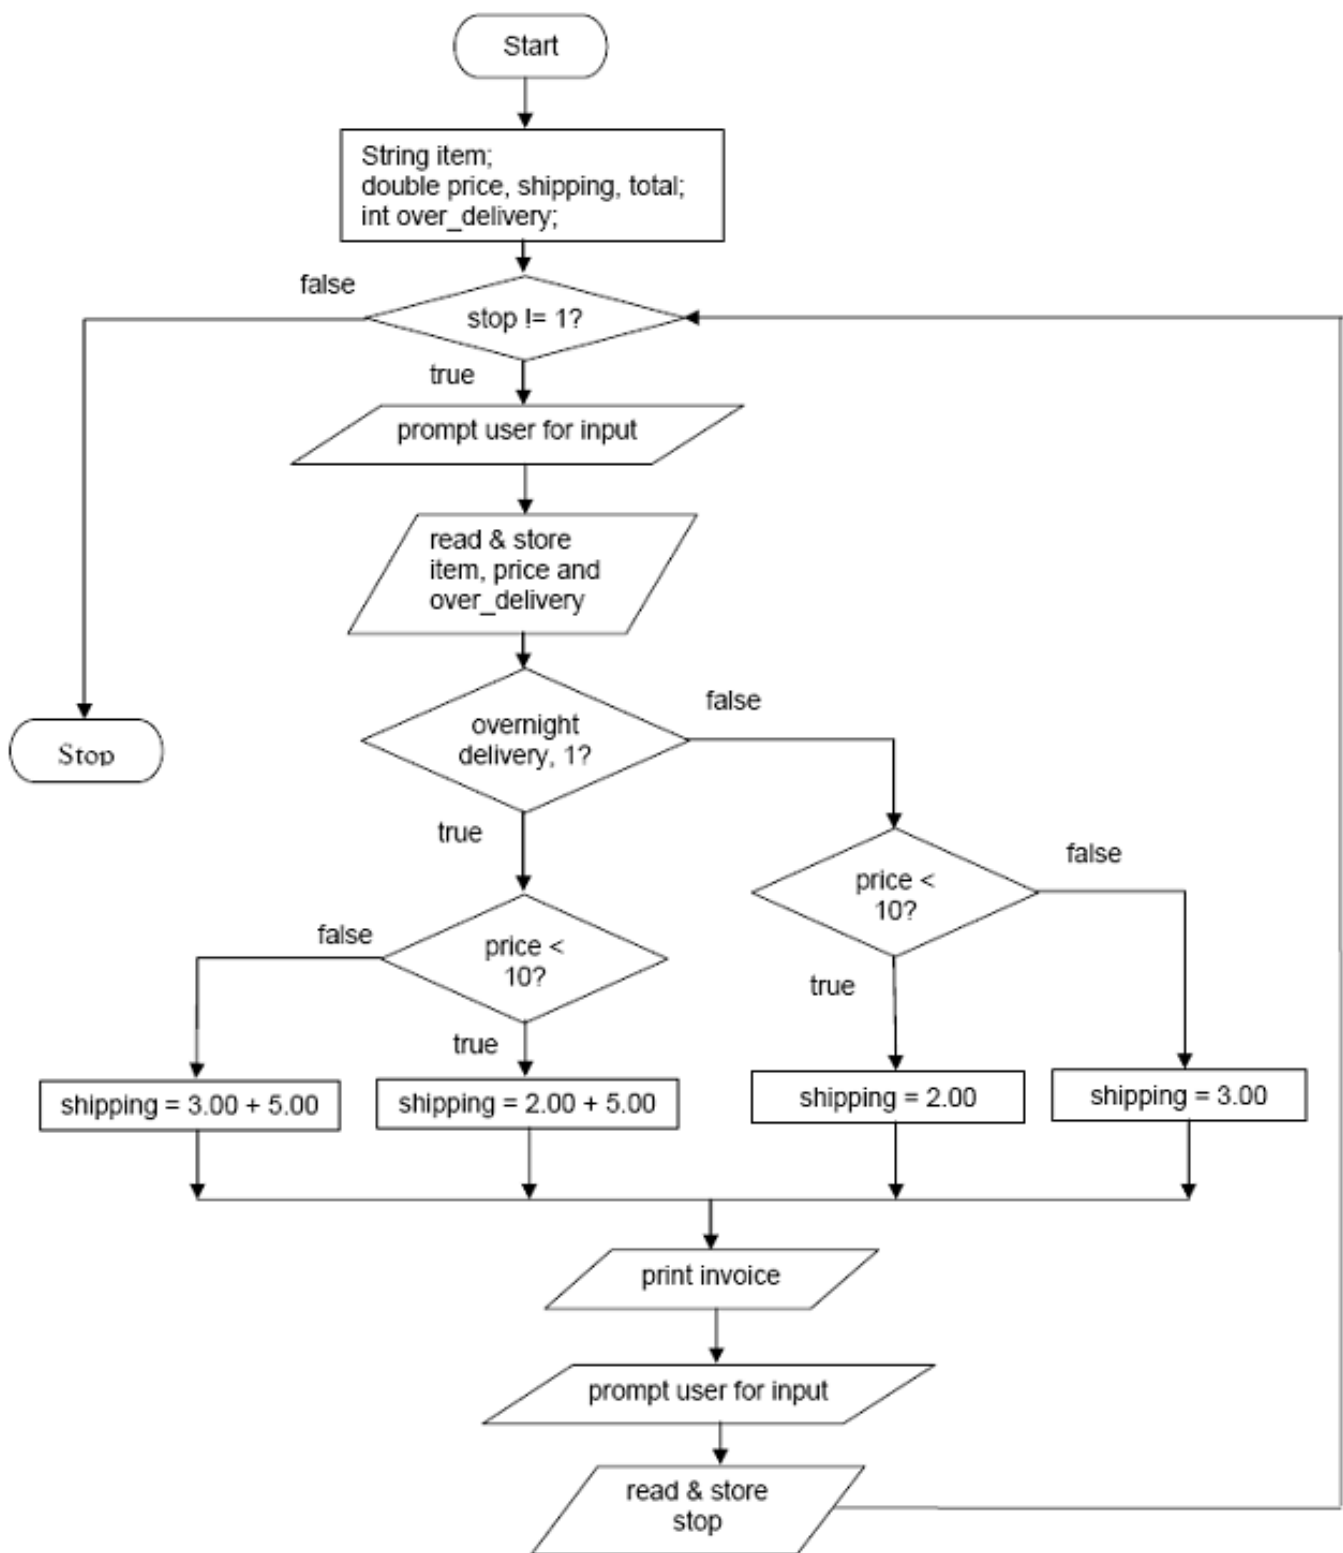 Start
String item;
double price, shipping, total;
int over_delivery;
false
stop != 1?
true
prompt user for input
read & store
item, price and
over_delivery
false
overnight
delivery, 1?
Stop
true
false
price <
10?
false
price <
10?
true
true
shipping = 3.00 + 5.00
shipping = 2.00 + 5.00
shipping = 2.00
shipping = 3.00
print invoice
prompt user for input
read & store
stop